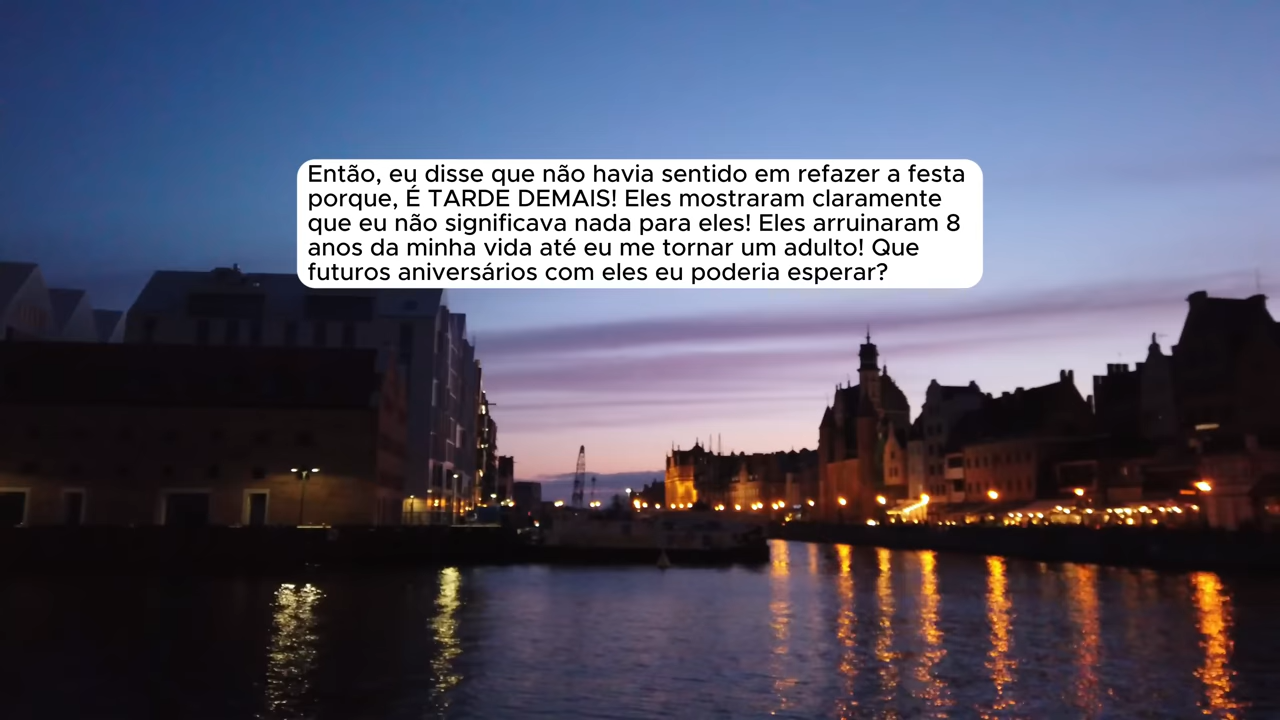 Então, eu disse que não havia sentido em refazer a festa
porque, É TARDE DEMAIS! Eles mostraram claramente
que eu não significava nada para eles! Eles arruinaram 8
anos da minha vida até eu me tornar um adulto! Que
futuros aniversários com eles eu poderia esperar?